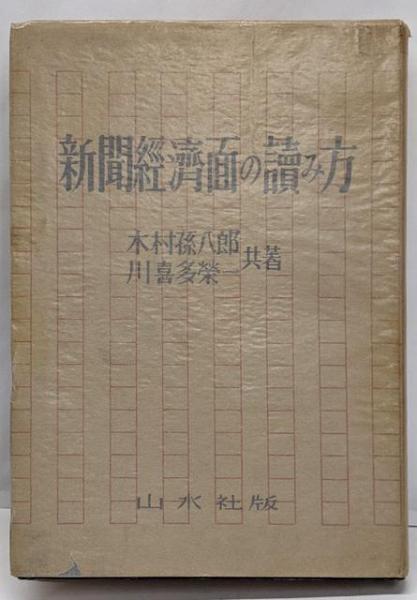 新聞經濟面の讀み方
木村孫八郎
川喜多榮一
共著
山水社版